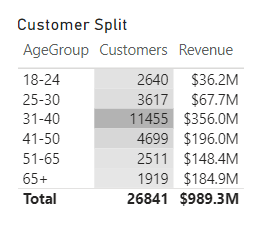 Customer Split
AgeGroup Customers Revenue
18-24 2640 $36.2M
25-30 3617 $67.7M
31-40 11455 $356.0M
41-50 4699 $196.0M
51-65 2511 $148.4M
65+ 1919 $184.9M
Total 26841 $989.3M